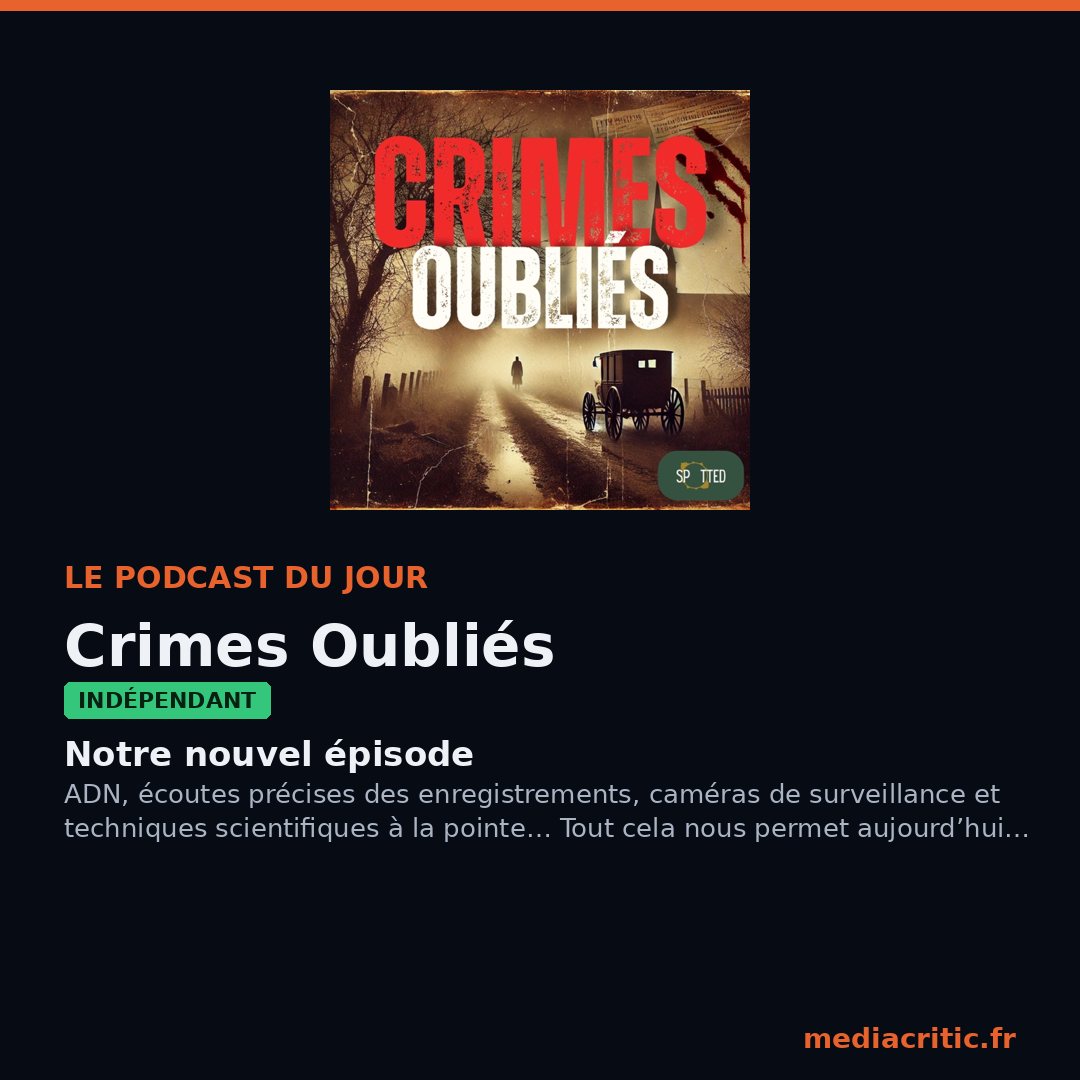 CRIMES
OUBLIÉS
SPOTTED
LE PODCAST DU JOUR
Crimes Oubliés
INDÉPENDANT
Notre nouvel épisode
ADN, écoutes précises des enregistrements, caméras de surveillance et
techniques scientifiques à la pointe… Tout cela nous permet aujourd’hui…
mediacritic.fr